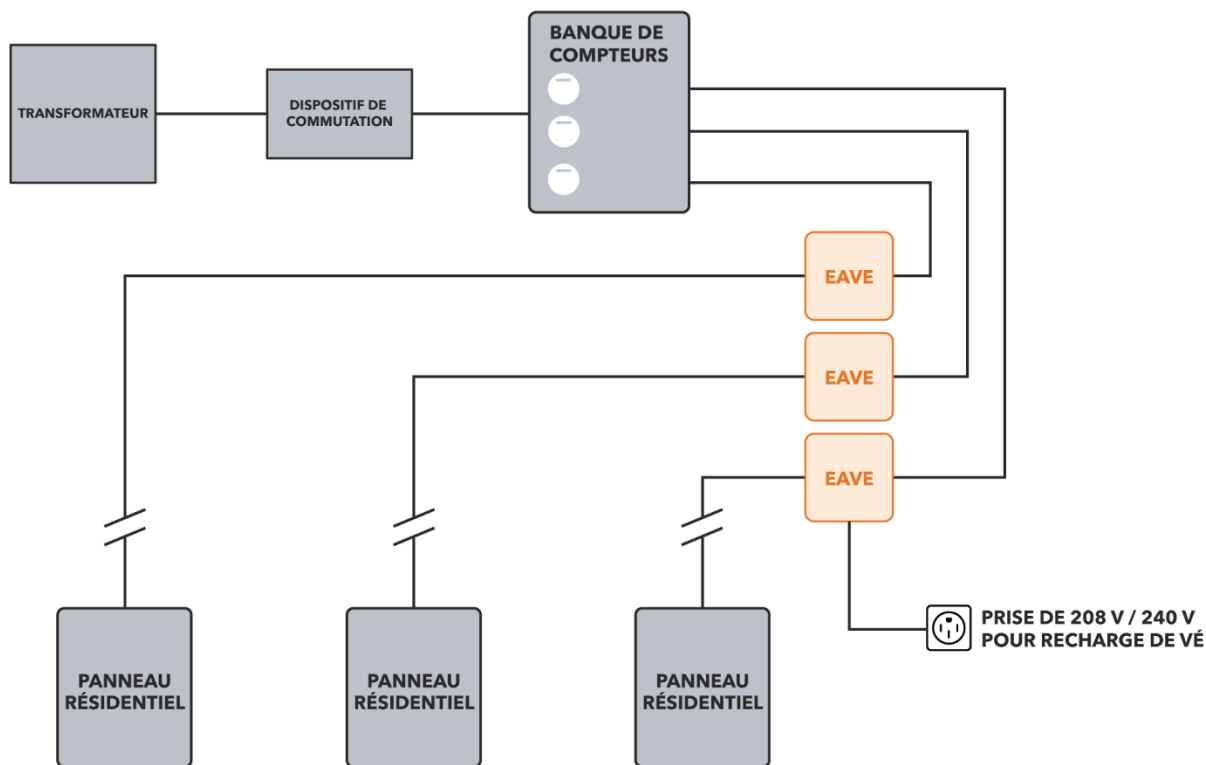 BANQUE DE
COMPTEURS
TRANSFORMATEUR
DISPOSITIF DE
COMMUTATION
EAVE
EAVE
EAVE
PRISE DE 208 V / 240 V
POUR RECHARGE DE VÉ
PANNEAU
RÉSIDENTIEL
PANNEAU
RÉSIDENTIEL
PANNEAU
RÉSIDENTIEL